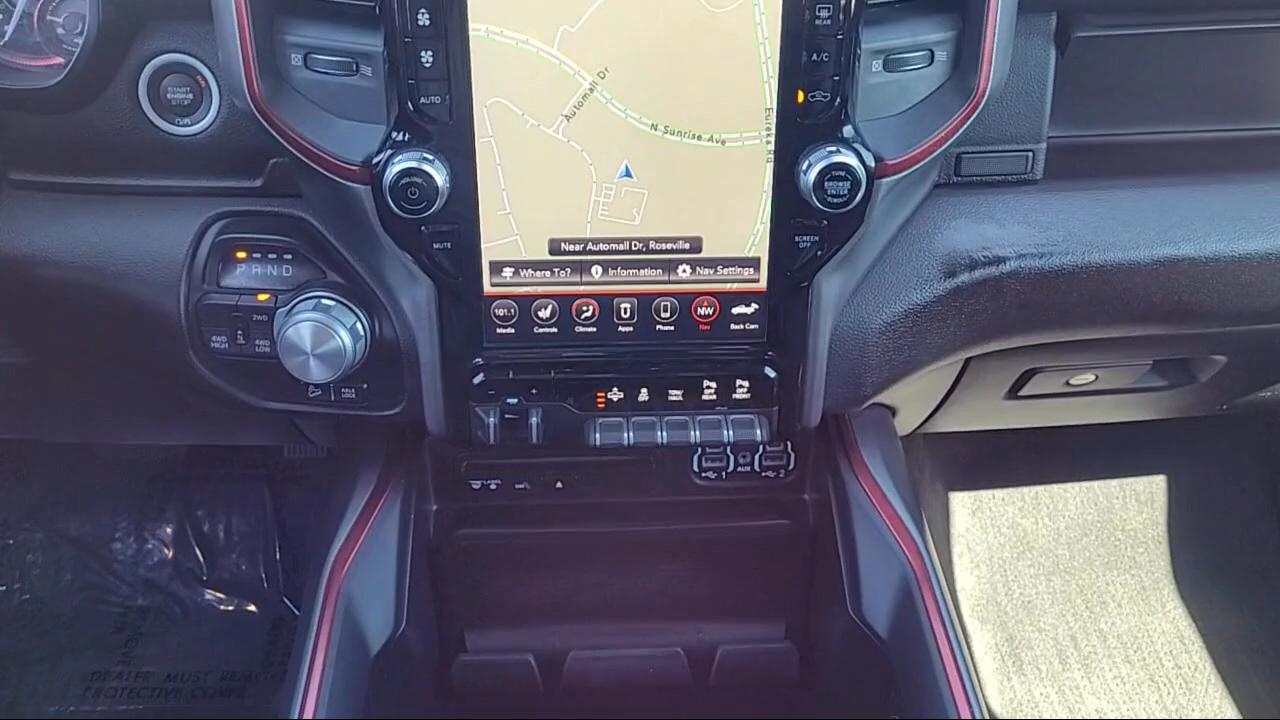 REAR
A/C
AUTO
START
ENGINE
STOP
Automall Dr
N Sunrise Ave
Eureka Rd
BROWSE
ENTER
SCROLL
TUNE
MUTE
SCREEN
OFF
Near Automall Dr, Roseville
Where To?
Information
Nav Settings
PRND
2WD
4WD
HIGH
4WD
LOW
AXLE
LOCK
101.1
NW
Media
Controls
Climate
Apps
Phone
Nav
Back Cam
OFF
TOW/
HAUL
OFF
REAR
OFF
FRONT
1
AUX
2
LABEL
DEALER MUST REMOVE
PROTECTIVE COVER